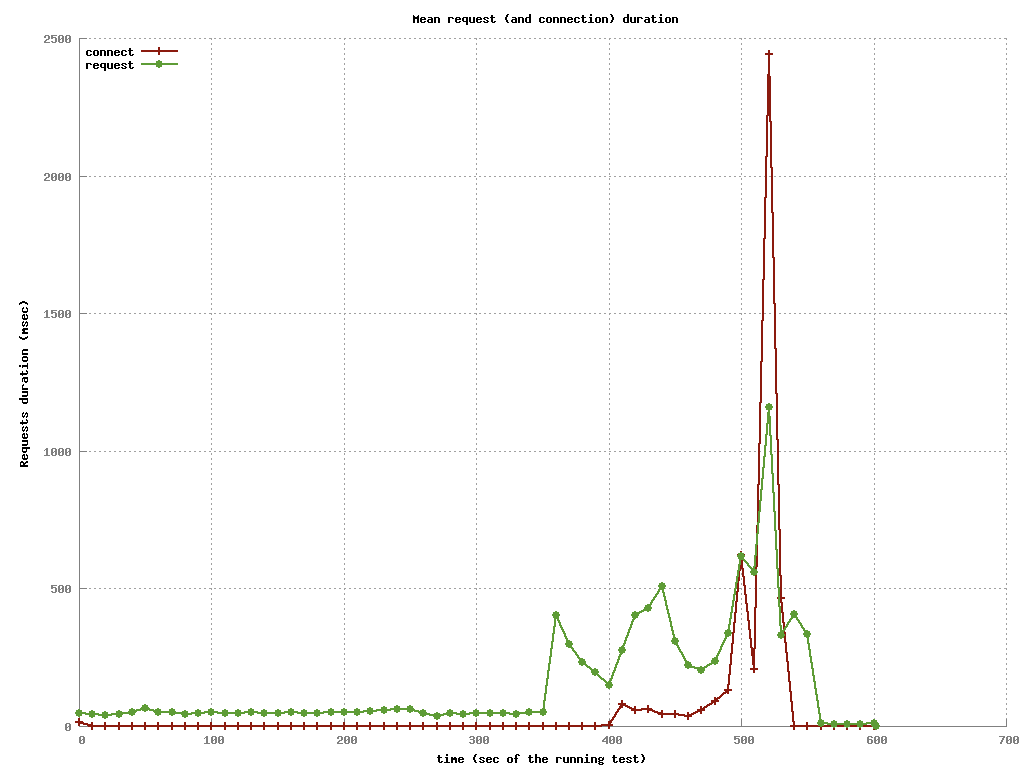 Mean request (and connection) duration
2500
connect
request
2000
1500
Requests duration (msec)
1000
500
0
0 100 200 300 400 500 600 700
time (sec of the running test)